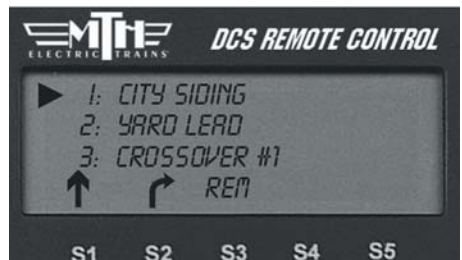 MTH
ELECTRIC TRAINS
DCS REMOTE CONTROL
1: CITY SIDING
2: YARD LEAD
3: CROSSOVER #1
REM
S1 S2 S3 S4 S5